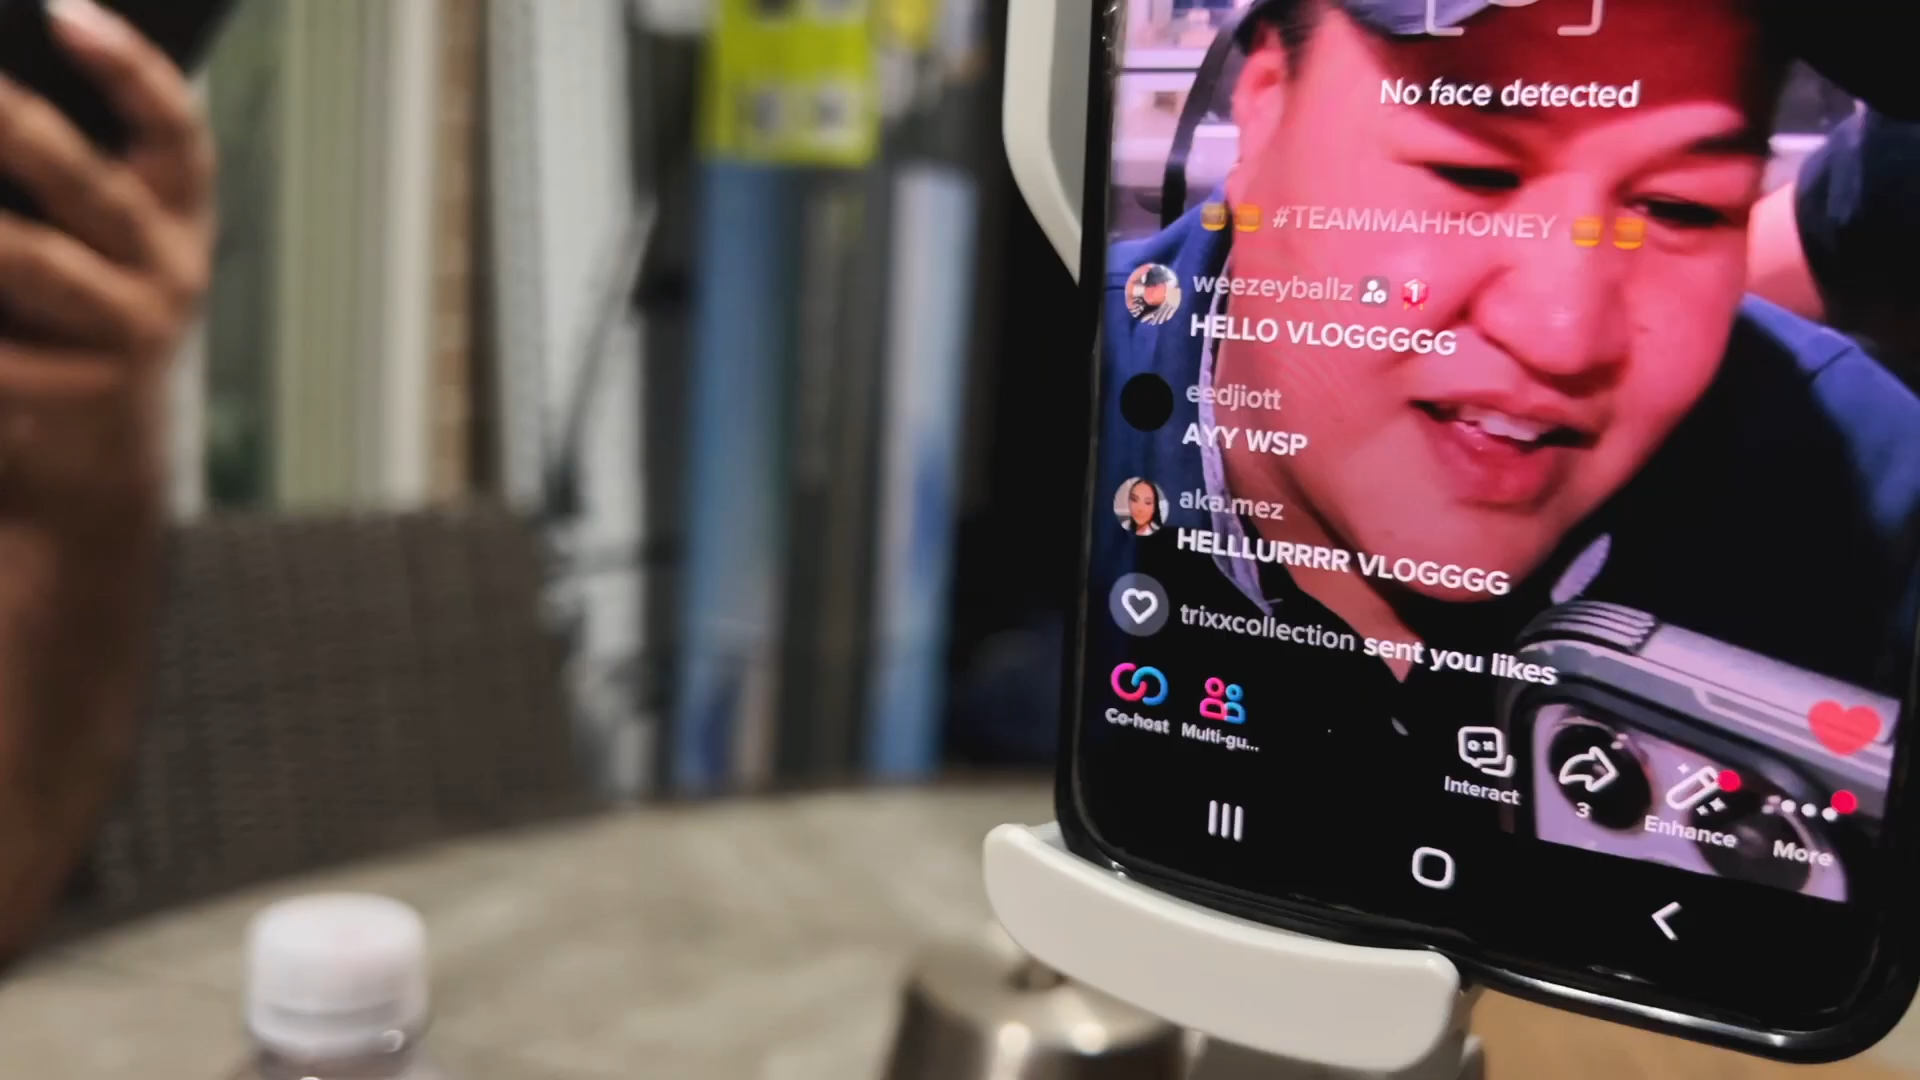 No face detected
#TEAMMAHHONEY
weezeyballz 1
HELLO VLOGGGGG
eedjiott
AYY WSP
aka.mez
HELLLURRRR VLOGGGG
trixxcollection sent you likes
Co-host
Multi-gu...
Interact
3
Enhance
More